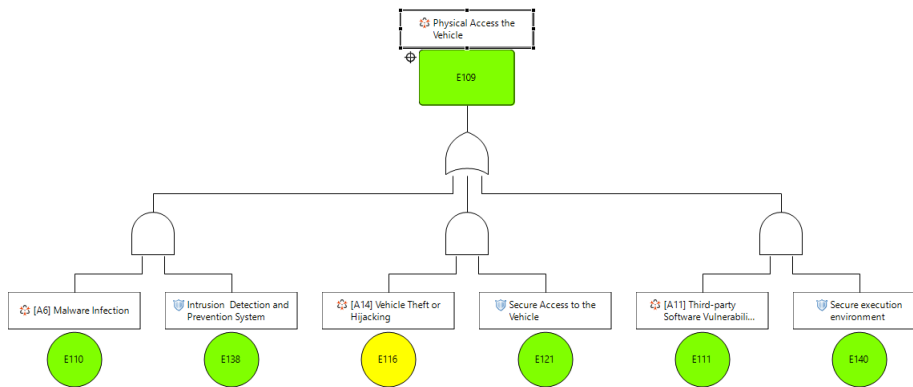 Physical Access the
Vehicle
E109
[A6] Malware Infection
Intrusion Detection and
Prevention System
[A14] Vehicle Theft or
Hijacking
Secure Access to the
Vehicle
[A11] Third-party
Software Vulnerabili...
Secure execution
environment
E110
E138
E116
E121
E111
E140